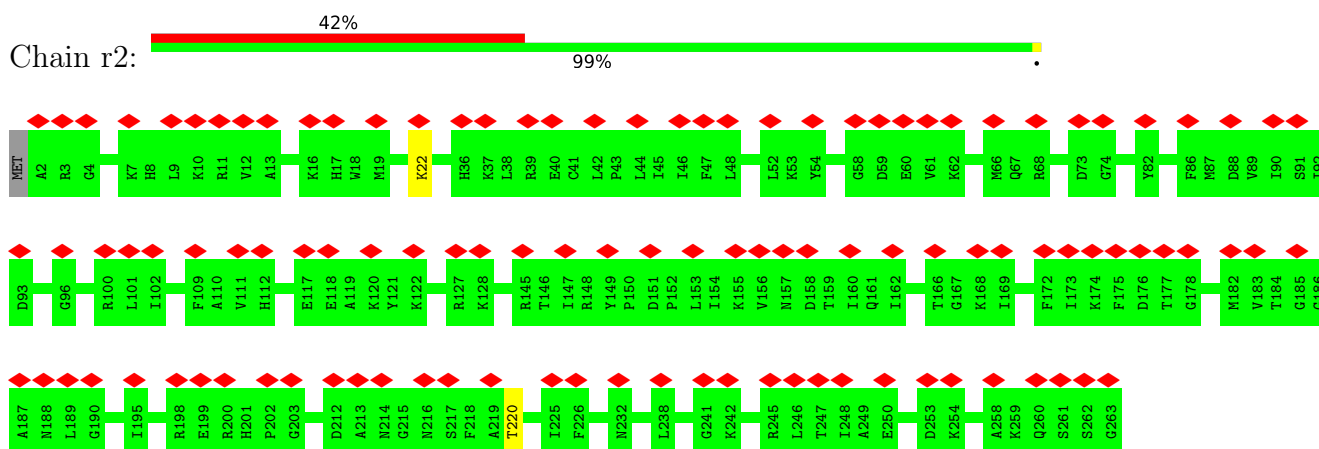 42%
Chain r2:
99%
.
MET A2 R3 G4 K7 H8 L9 K10 R11 V12 A13 K16 H17 W18 M19 K22 H36 K37 L38 R39 E40 C41 L42 P43 L44 I45 I46 F47 L48 L52 K53 Y54 G58 D59 E60 V61 K62 M66 Q67 R68 D73 G74 Y82 F86 M87 D88 V89 I90 S91 I92
D93 G96 R100 L101 I102 F109 A110 V111 H112 E117 E118 A119 K120 Y121 K122 R127 K128 R145 T146 I147 R148 Y149 P150 D151 P152 L153 I154 K155 V156 N157 D158 T159 I160 Q161 I162 T166 G167 K168 I169 F172 I173 K174 F175 D176 T177 G178 M182 V183 T184 G185 G186
A187 N188 L189 G190 I195 R198 E199 R200 H201 P202 G203 D212 A213 N214 G215 N216 S217 F218 A219 T220 I225 F226 N232 L238 G241 K242 R245 L246 T247 I248 A249 E250 D253 K254 A258 K259 Q260 S261 S262 G263